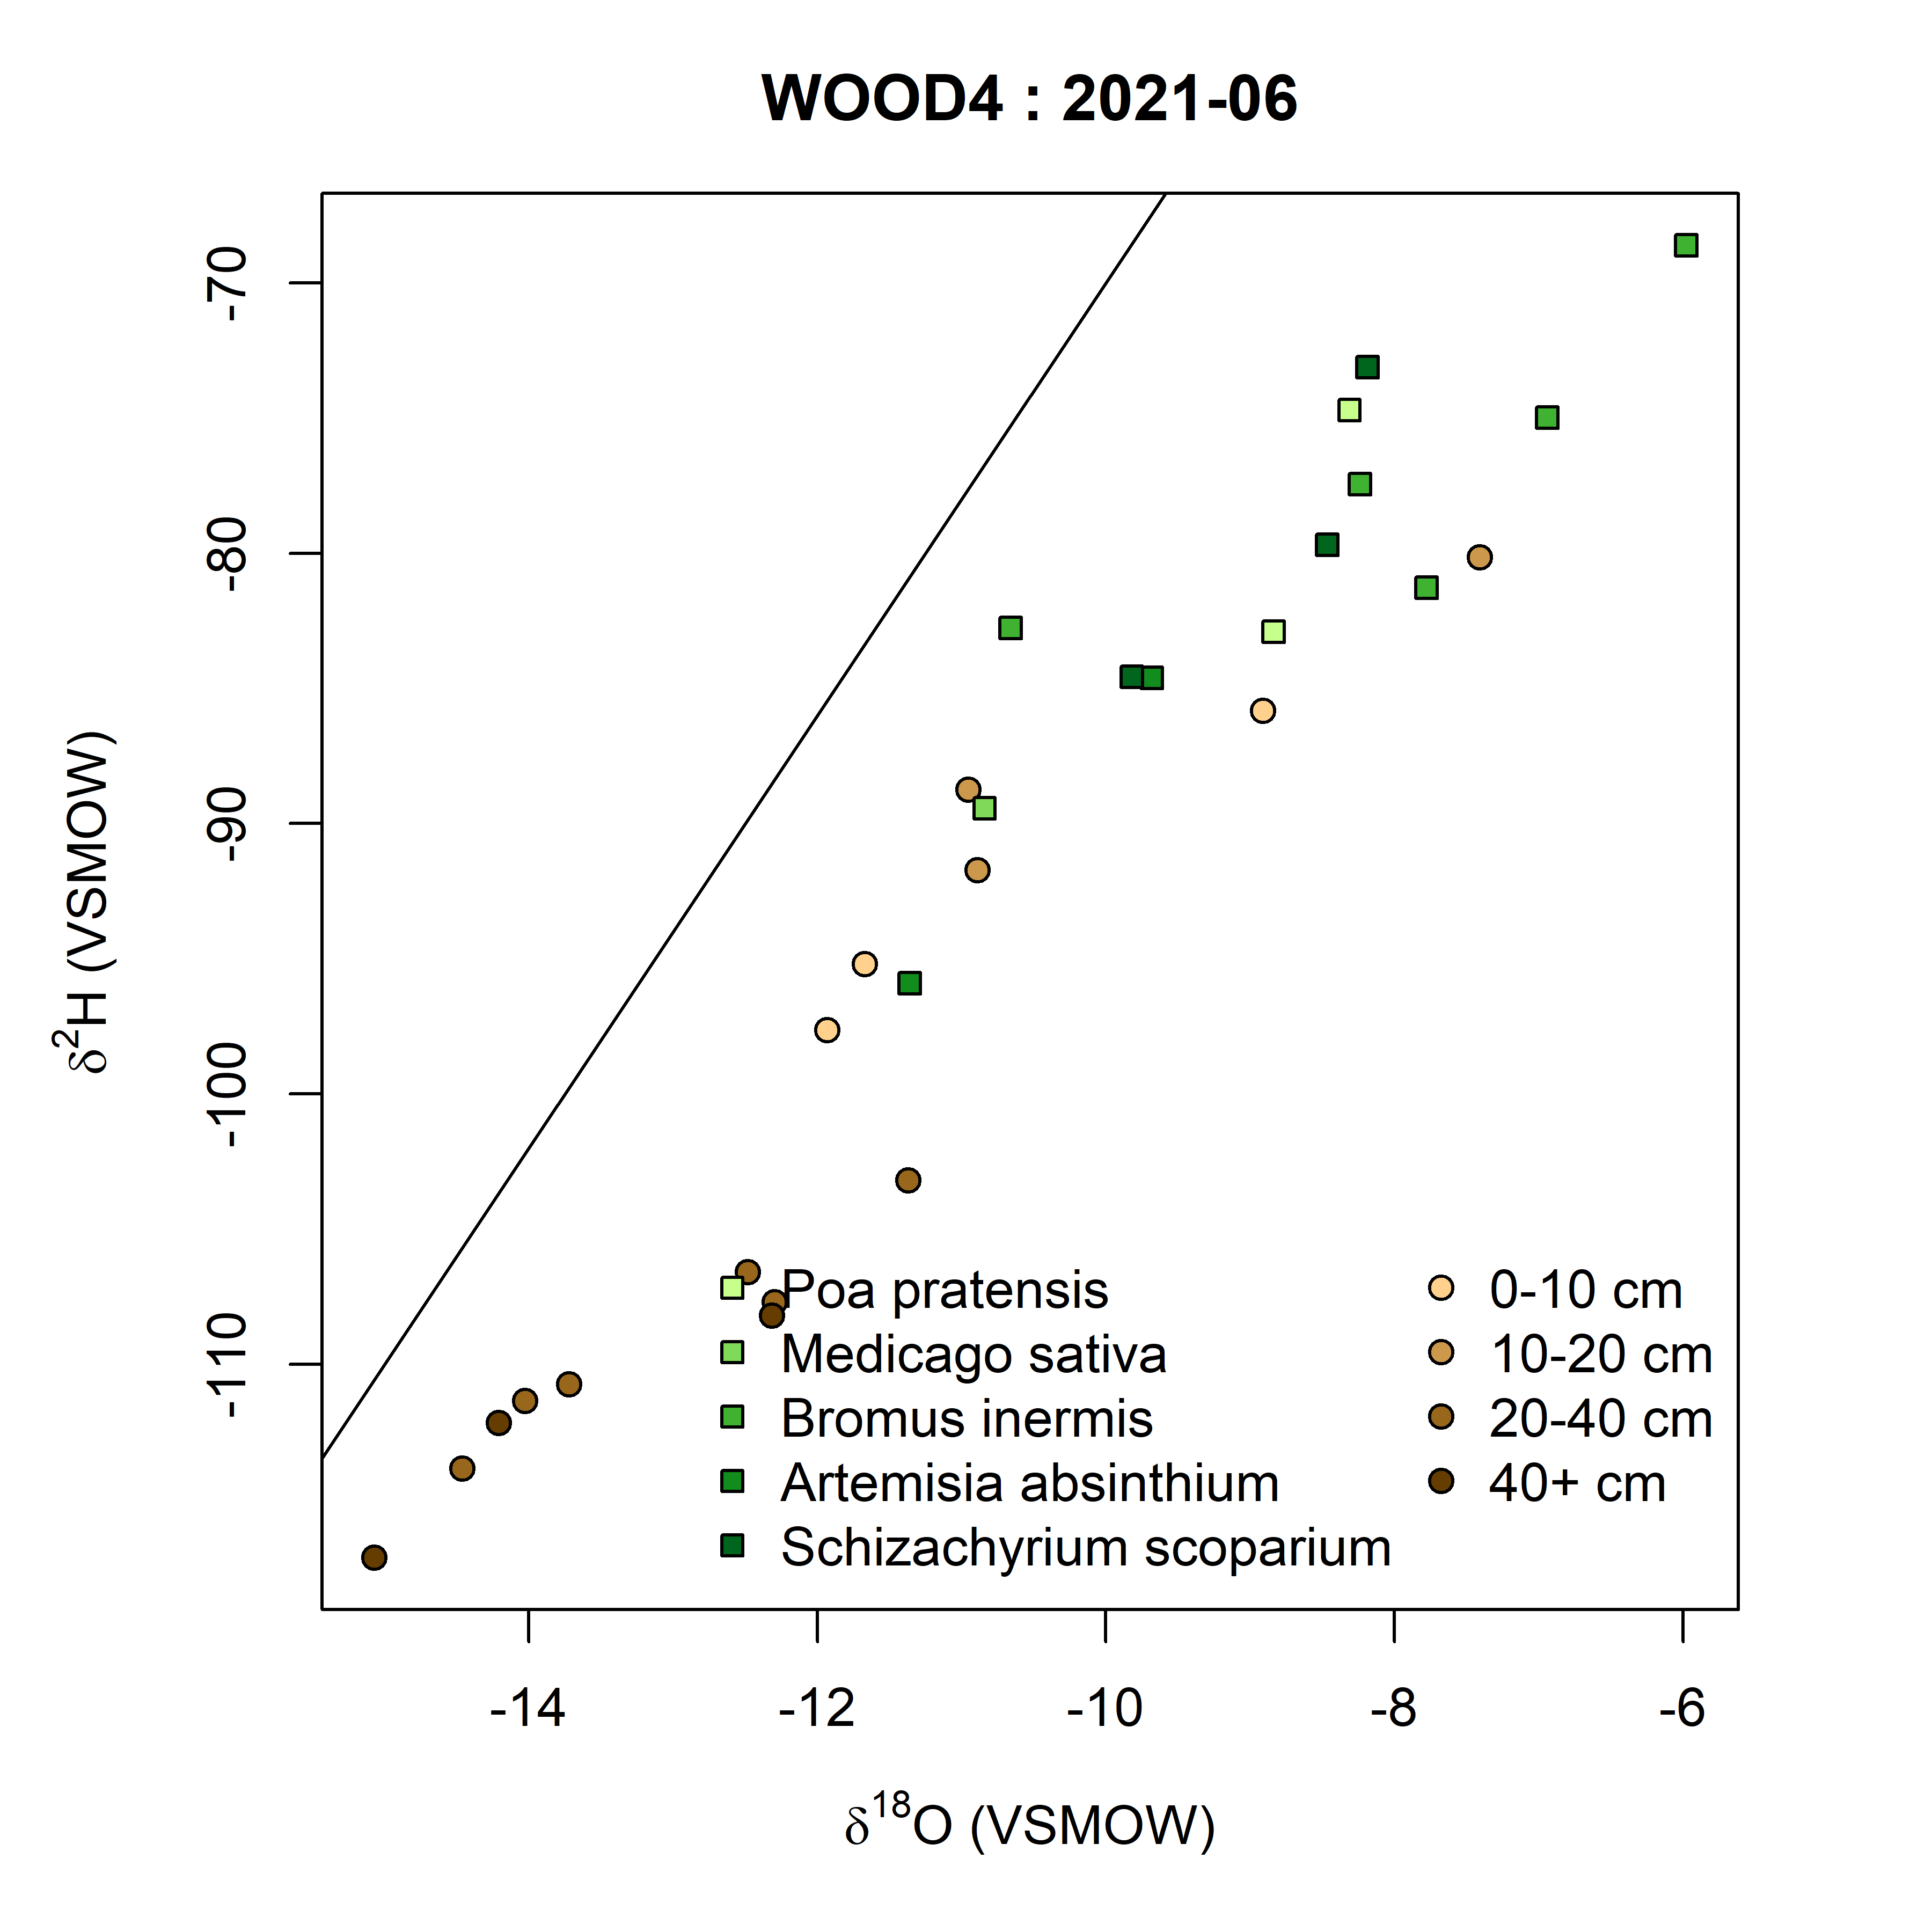 WOOD4 : 2021-06
δ²H (VSMOW)
-70
-80
-90
-100
-110
Poa pratensis
Medicago sativa
Bromus inermis
Artemisia absinthium
Schizachyrium scoparium
0-10 cm
10-20 cm
20-40 cm
40+ cm
-14 -12 -10 -8 -6
δ¹⁸O (VSMOW)